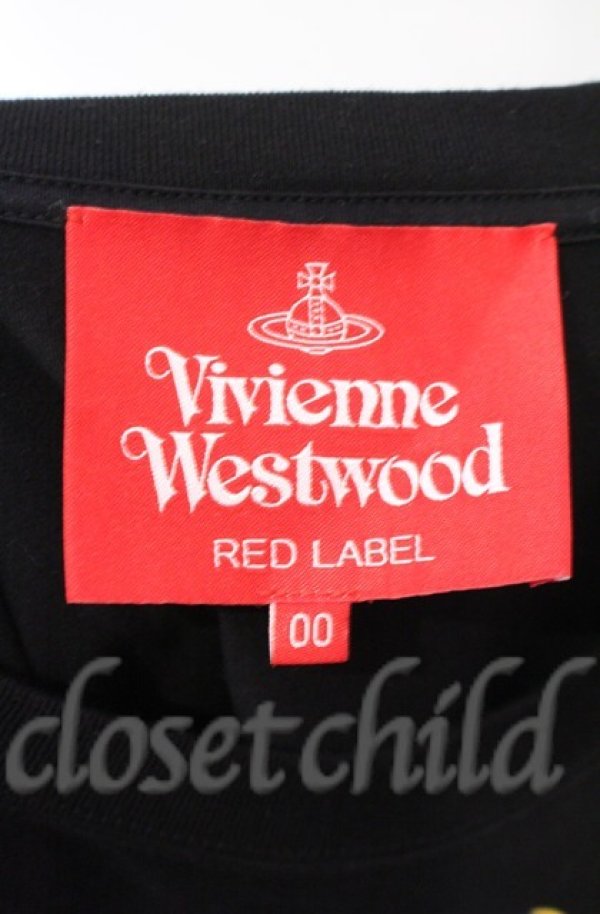 Vivienne
Westwood
RED LABEL
00
closet child